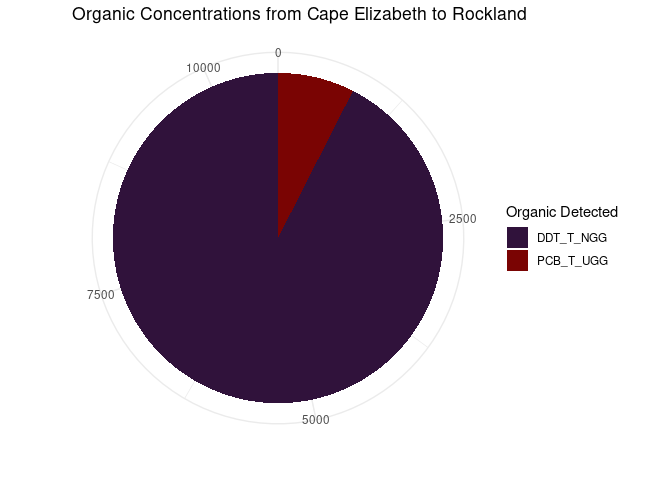 Organic Concentrations from Cape Elizabeth to Rockland
0
10000
2500
7500
5000
Organic Detected
DDT_T_NGG
PCB_T_UGG